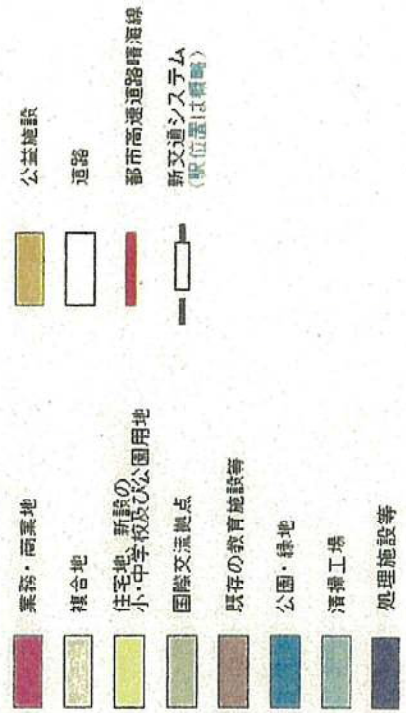 業務・商業地
複合地
住宅地、新設の
小・中学校及び公園用地
国際交流拠点
既存の教育施設等
公園・緑地
清掃工場
処理施設等
公益施設
道路
都市高速道路晴海線
新交通システム
(駅位置は概略)